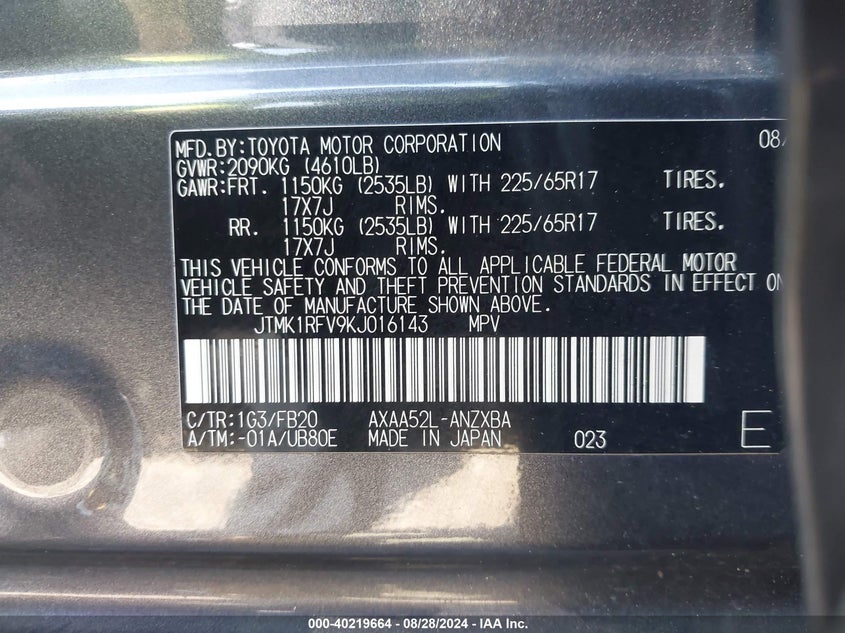 MFD.BY:TOYOTA MOTOR CORPORATION 08/
GVWR:2090KG (4610LB)
GAWR:FRT. 1150KG (2535LB) WITH 225/65R17 TIRES.
17X7J RIMS.
RR. 1150KG (2535LB) WITH 225/65R17 TIRES.
17X7J RIMS.
THIS VEHICLE CONFORMS TO ALL APPLICABLE FEDERAL MOTOR
VEHICLE SAFETY AND THEFT PREVENTION STANDARDS IN EFFECT ON
THE DATE OF MANUFACTURE SHOWN ABOVE.
JTMK1RFV9KJ016143 MPV
C/TR:1G3/FB20 AXAA52L-ANZXBA
A/TM:-01A/UB80E MADE IN JAPAN 023 E
000-40219664 - 08/28/2024 - IAA Inc.